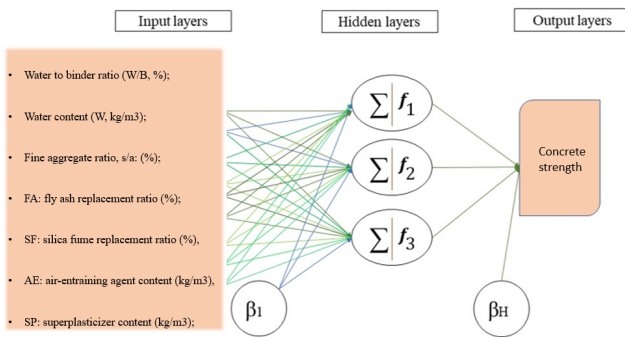 Input layers
Hidden layers
Output layers
• Water to binder ratio (W/B, %);
• Water content (W, kg/m3);
• Fine aggregate ratio, s/a: (%);
• FA: fly ash replacement ratio (%);
• SF: silica fume replacement ratio (%),
• AE: air-entraining agent content (kg/m3),
• SP: superplasticizer content (kg/m3);
∑ | f1
∑ | f2
∑ | f3
β1
βH
Concrete
strength